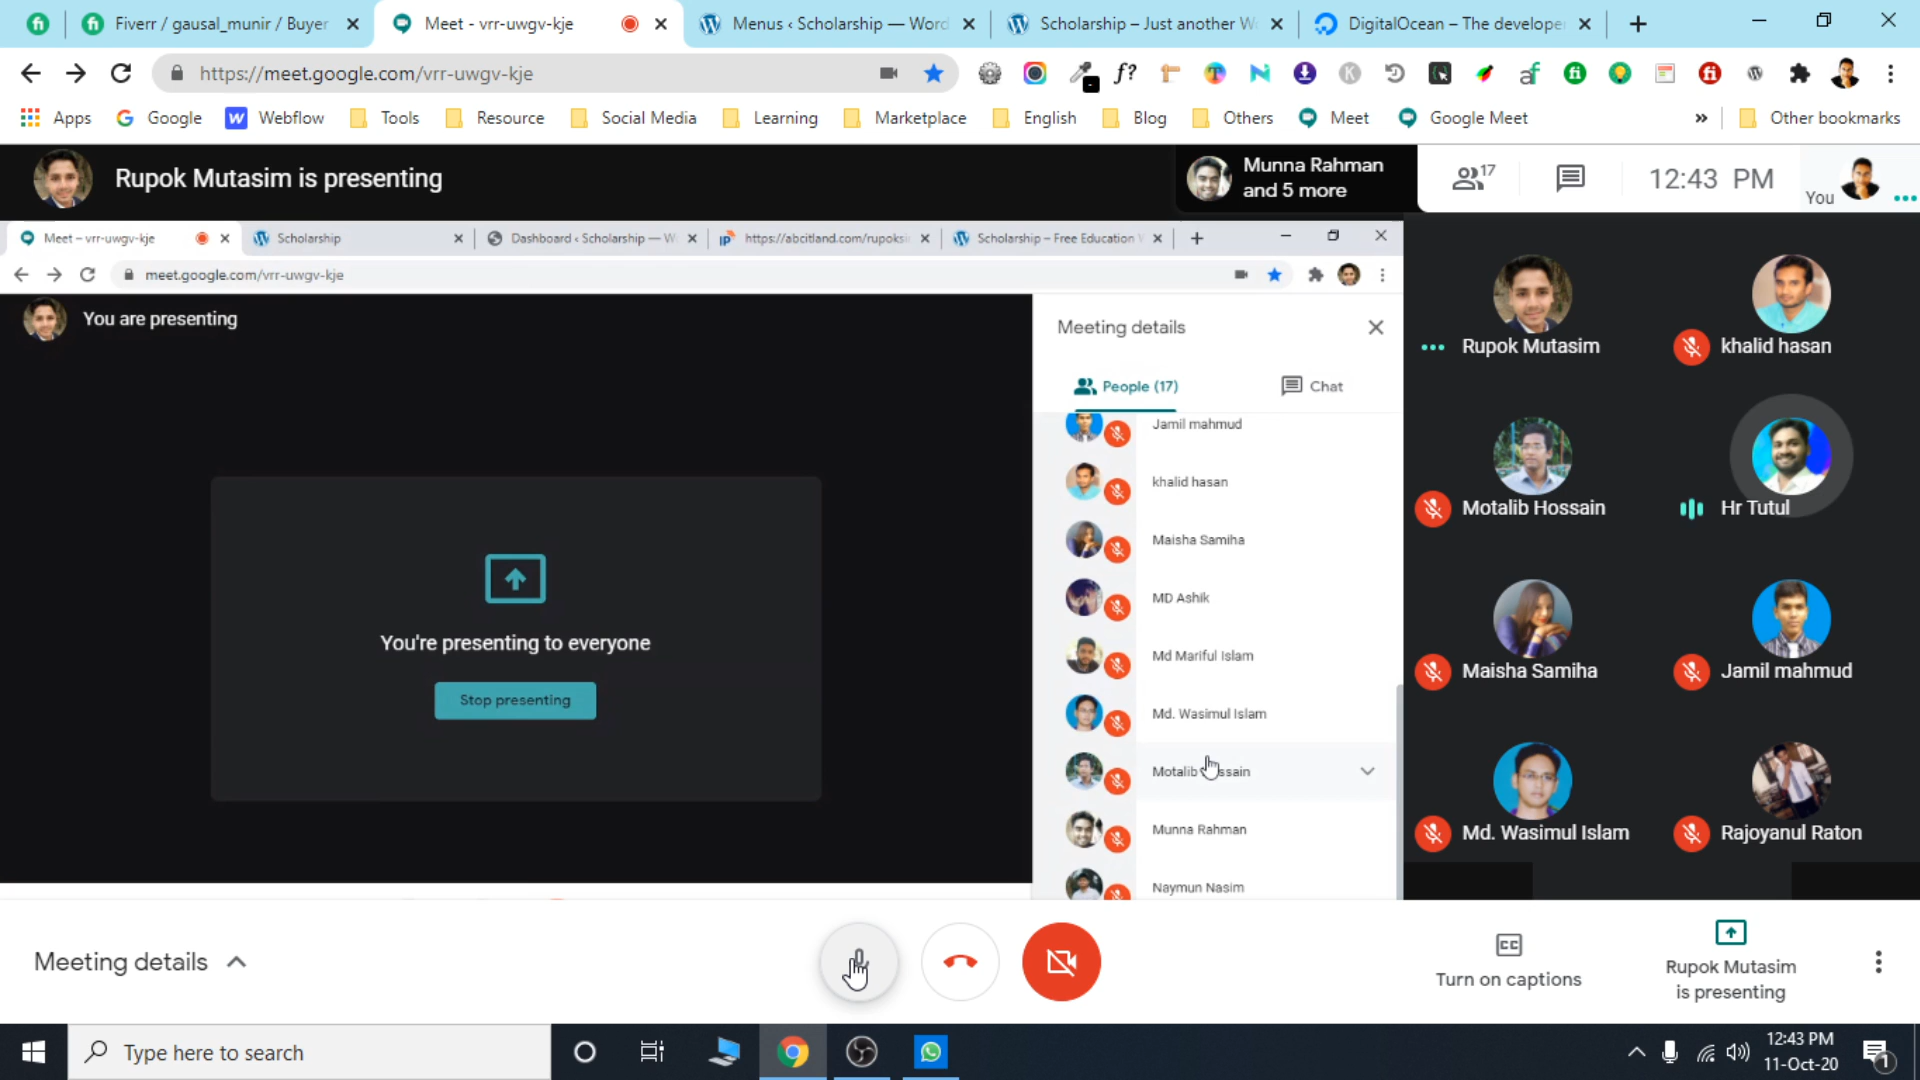 Fiverr / gausal_munir / Buyer
Meet - vrr-uwgv-kje
Menus ‹ Scholarship — Word
Scholarship – Just another W
DigitalOcean – The develope
https://meet.google.com/vrr-uwgv-kje
Apps
Google
Webflow
Tools
Resource
Social Media
Learning
Marketplace
English
Blog
Others
Meet
Google Meet
»
Other bookmarks
Rupok Mutasim is presenting
Munna Rahman
and 5 more
17
12:43 PM
You
Meet – vrr-uwgv-kje
Scholarship
Dashboard ‹ Scholarship — W
https://abcitland.com/rupoksi
Scholarship – Free Education
meet.google.com/vrr-uwgv-kje
You are presenting
You're presenting to everyone
Stop presenting
Meeting details
People (17)
Chat
Jamil mahmud
khalid hasan
Maisha Samiha
MD Ashik
Md Mariful Islam
Md. Wasimul Islam
Motalib
ssain
Munna Rahman
Naymun Nasim
Rupok Mutasim
khalid hasan
Motalib Hossain
Hr Tutul
Maisha Samiha
Jamil mahmud
Md. Wasimul Islam
Rajoyanul Raton
Meeting details
CC
Turn on captions
Rupok Mutasim
is presenting
Type here to search
12:43 PM
11-Oct-20
1